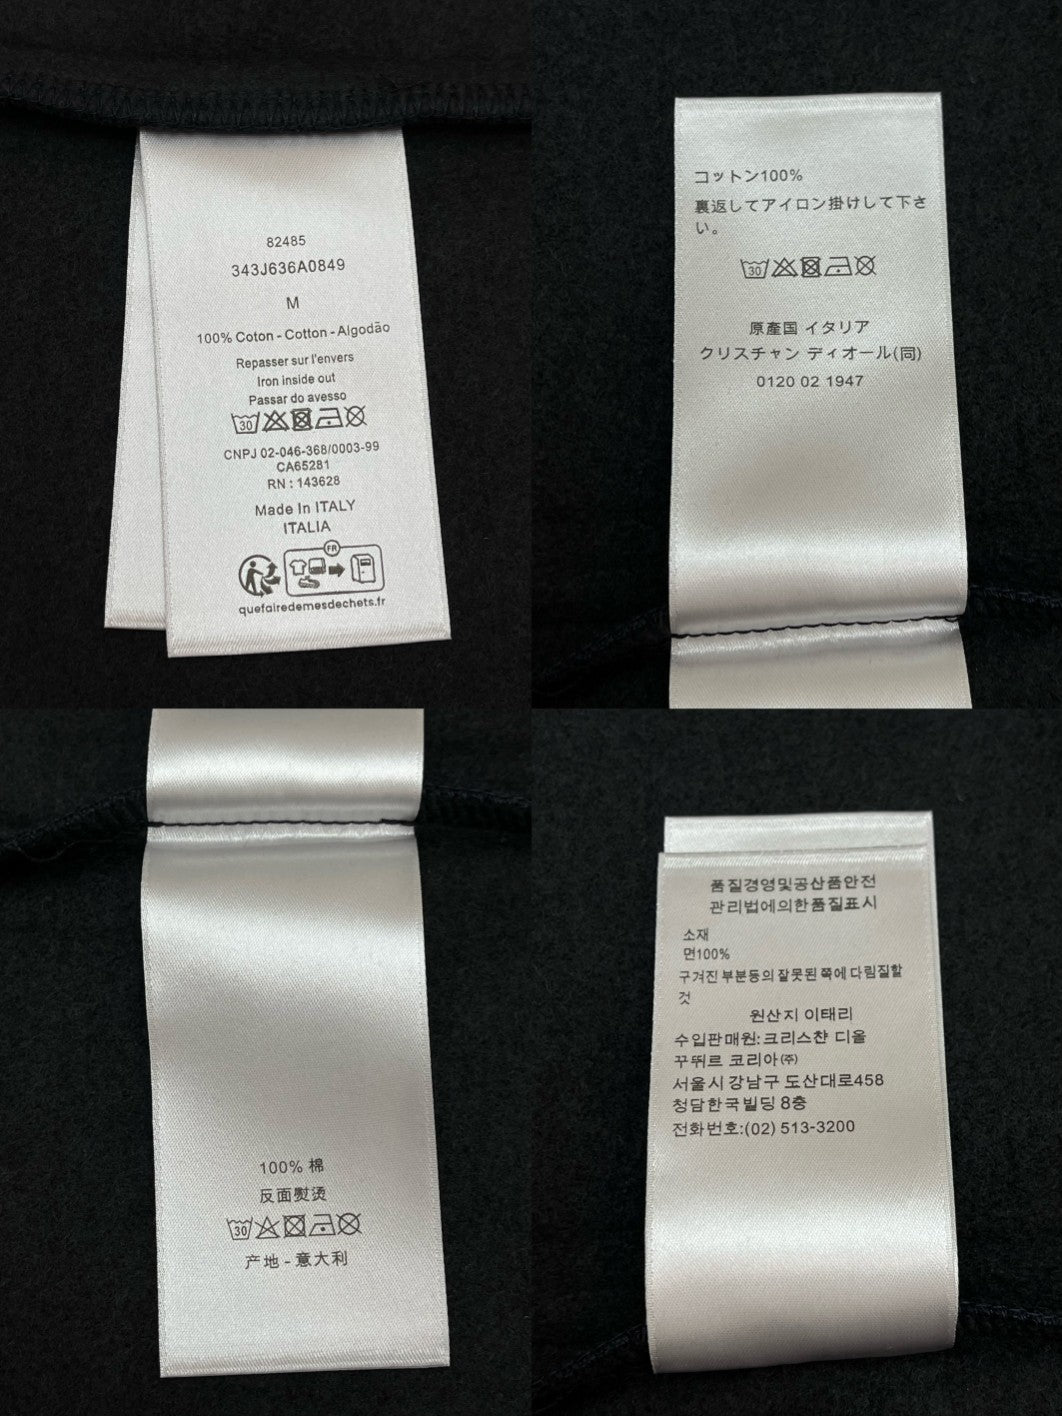 82485
343J636A0849
M
100% Coton - Cotton - Algodão
Repasser sur l'envers
Iron inside out
Passar do avesso
30
CNPJ 02-046-368/0003-99
CA65281
RN : 143628
Made In ITALY
ITALIA
FR
quefairedemesdechets.fr
コットン100%
裏返してアイロン掛けして下さ
い。
30
原產国 イタリア
クリスチャン ディオール(同)
0120 02 1947
100% 棉
反面熨烫
30
产地 - 意大利
품질경영및공산품안전
관리법에의한품질표시
소재
면100%
구겨진 부분등의 잘못된 쪽에 다림질할
것
원산지 이태리
수입판매원: 크리스챤 디올
꾸뛰르 코리아㈜
서울시 강남구 도산대로458
청담한국빌딩 8층
전화번호:(02) 513-3200